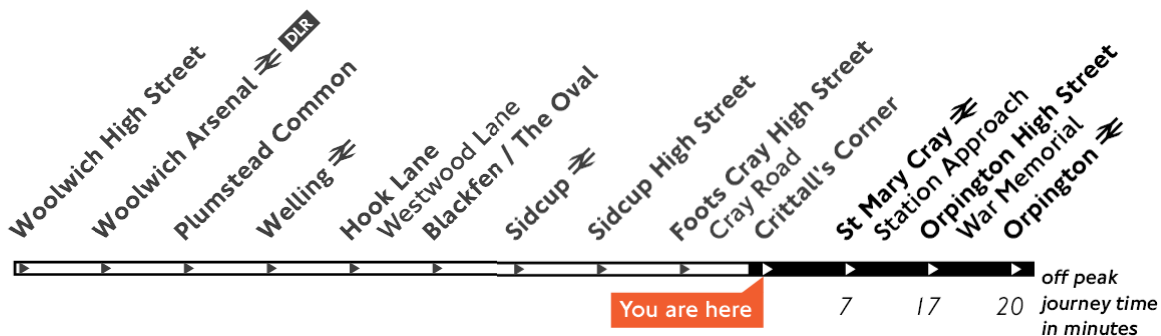 Woolwich High Street
Woolwich Arsenal DLR
Plumstead Common
Welling
Hook Lane
Westwood Lane
Blackfen / The Oval
Sidcup
Sidcup High Street
Foots Cray High Street
Cray Road
Crittall's Corner
St Mary Cray
Station Approach
Orpington High Street
War Memorial
Orpington
You are here
7
17
20
off peak
journey time
in minutes